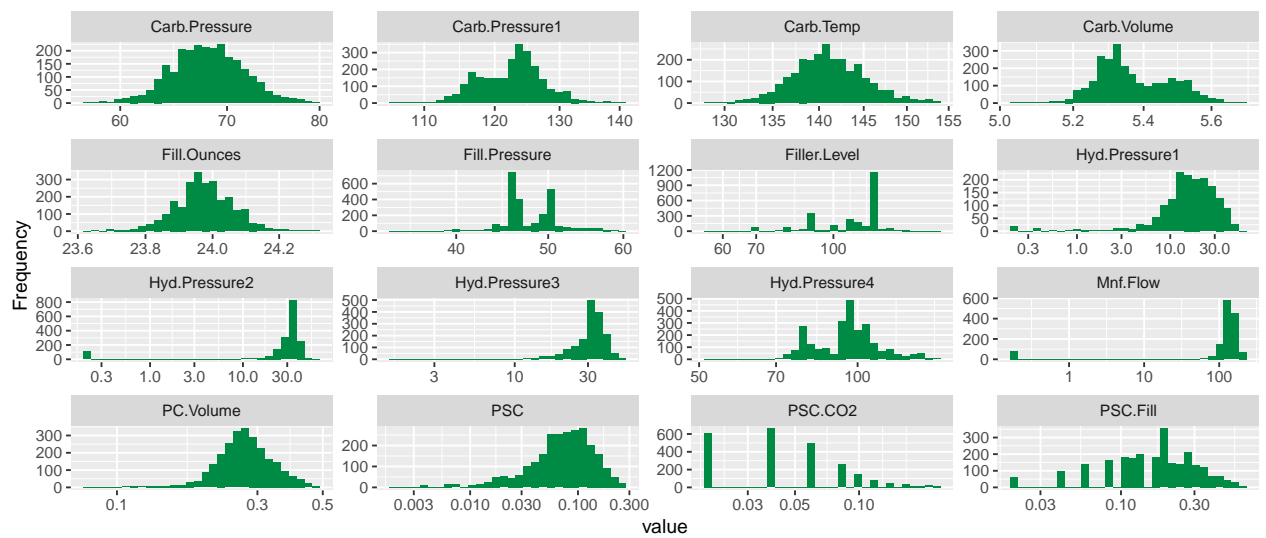 Carb.Pressure Carb.Pressure1 Carb.Temp Carb.Volume
200 150 100 50 0
300 200 100 0
200 100 0
300 200 100 0
60 70 80
110 120 130 140
130 135 140 145 150 155
5.0 5.2 5.4 5.6
Fill.Ounces Fill.Pressure Filler.Level Hyd.Pressure1
300 200 100 0
600 400 200 0
1200 900 600 300 0
200 150 100 50 0
23.6 23.8 24.0 24.2
40 50 60
60 70 100
0.3 1.0 3.0 10.0 30.0
Frequency
Hyd.Pressure2 Hyd.Pressure3 Hyd.Pressure4 Mnf.Flow
800 600 400 200 0
500 400 300 200 100 0
500 400 300 200 100 0
600 400 200 0
0.3 1.0 3.0 10.0 30.0
3 10 30
50 70 100
1 10 100
PC.Volume PSC PSC.CO2 PSC.Fill
300 200 100 0
200 100 0
600 400 200 0
300 200 100 0
0.1 0.3 0.5
0.003 0.010 0.030 0.100 0.300
0.03 0.05 0.10
0.03 0.10 0.30
value